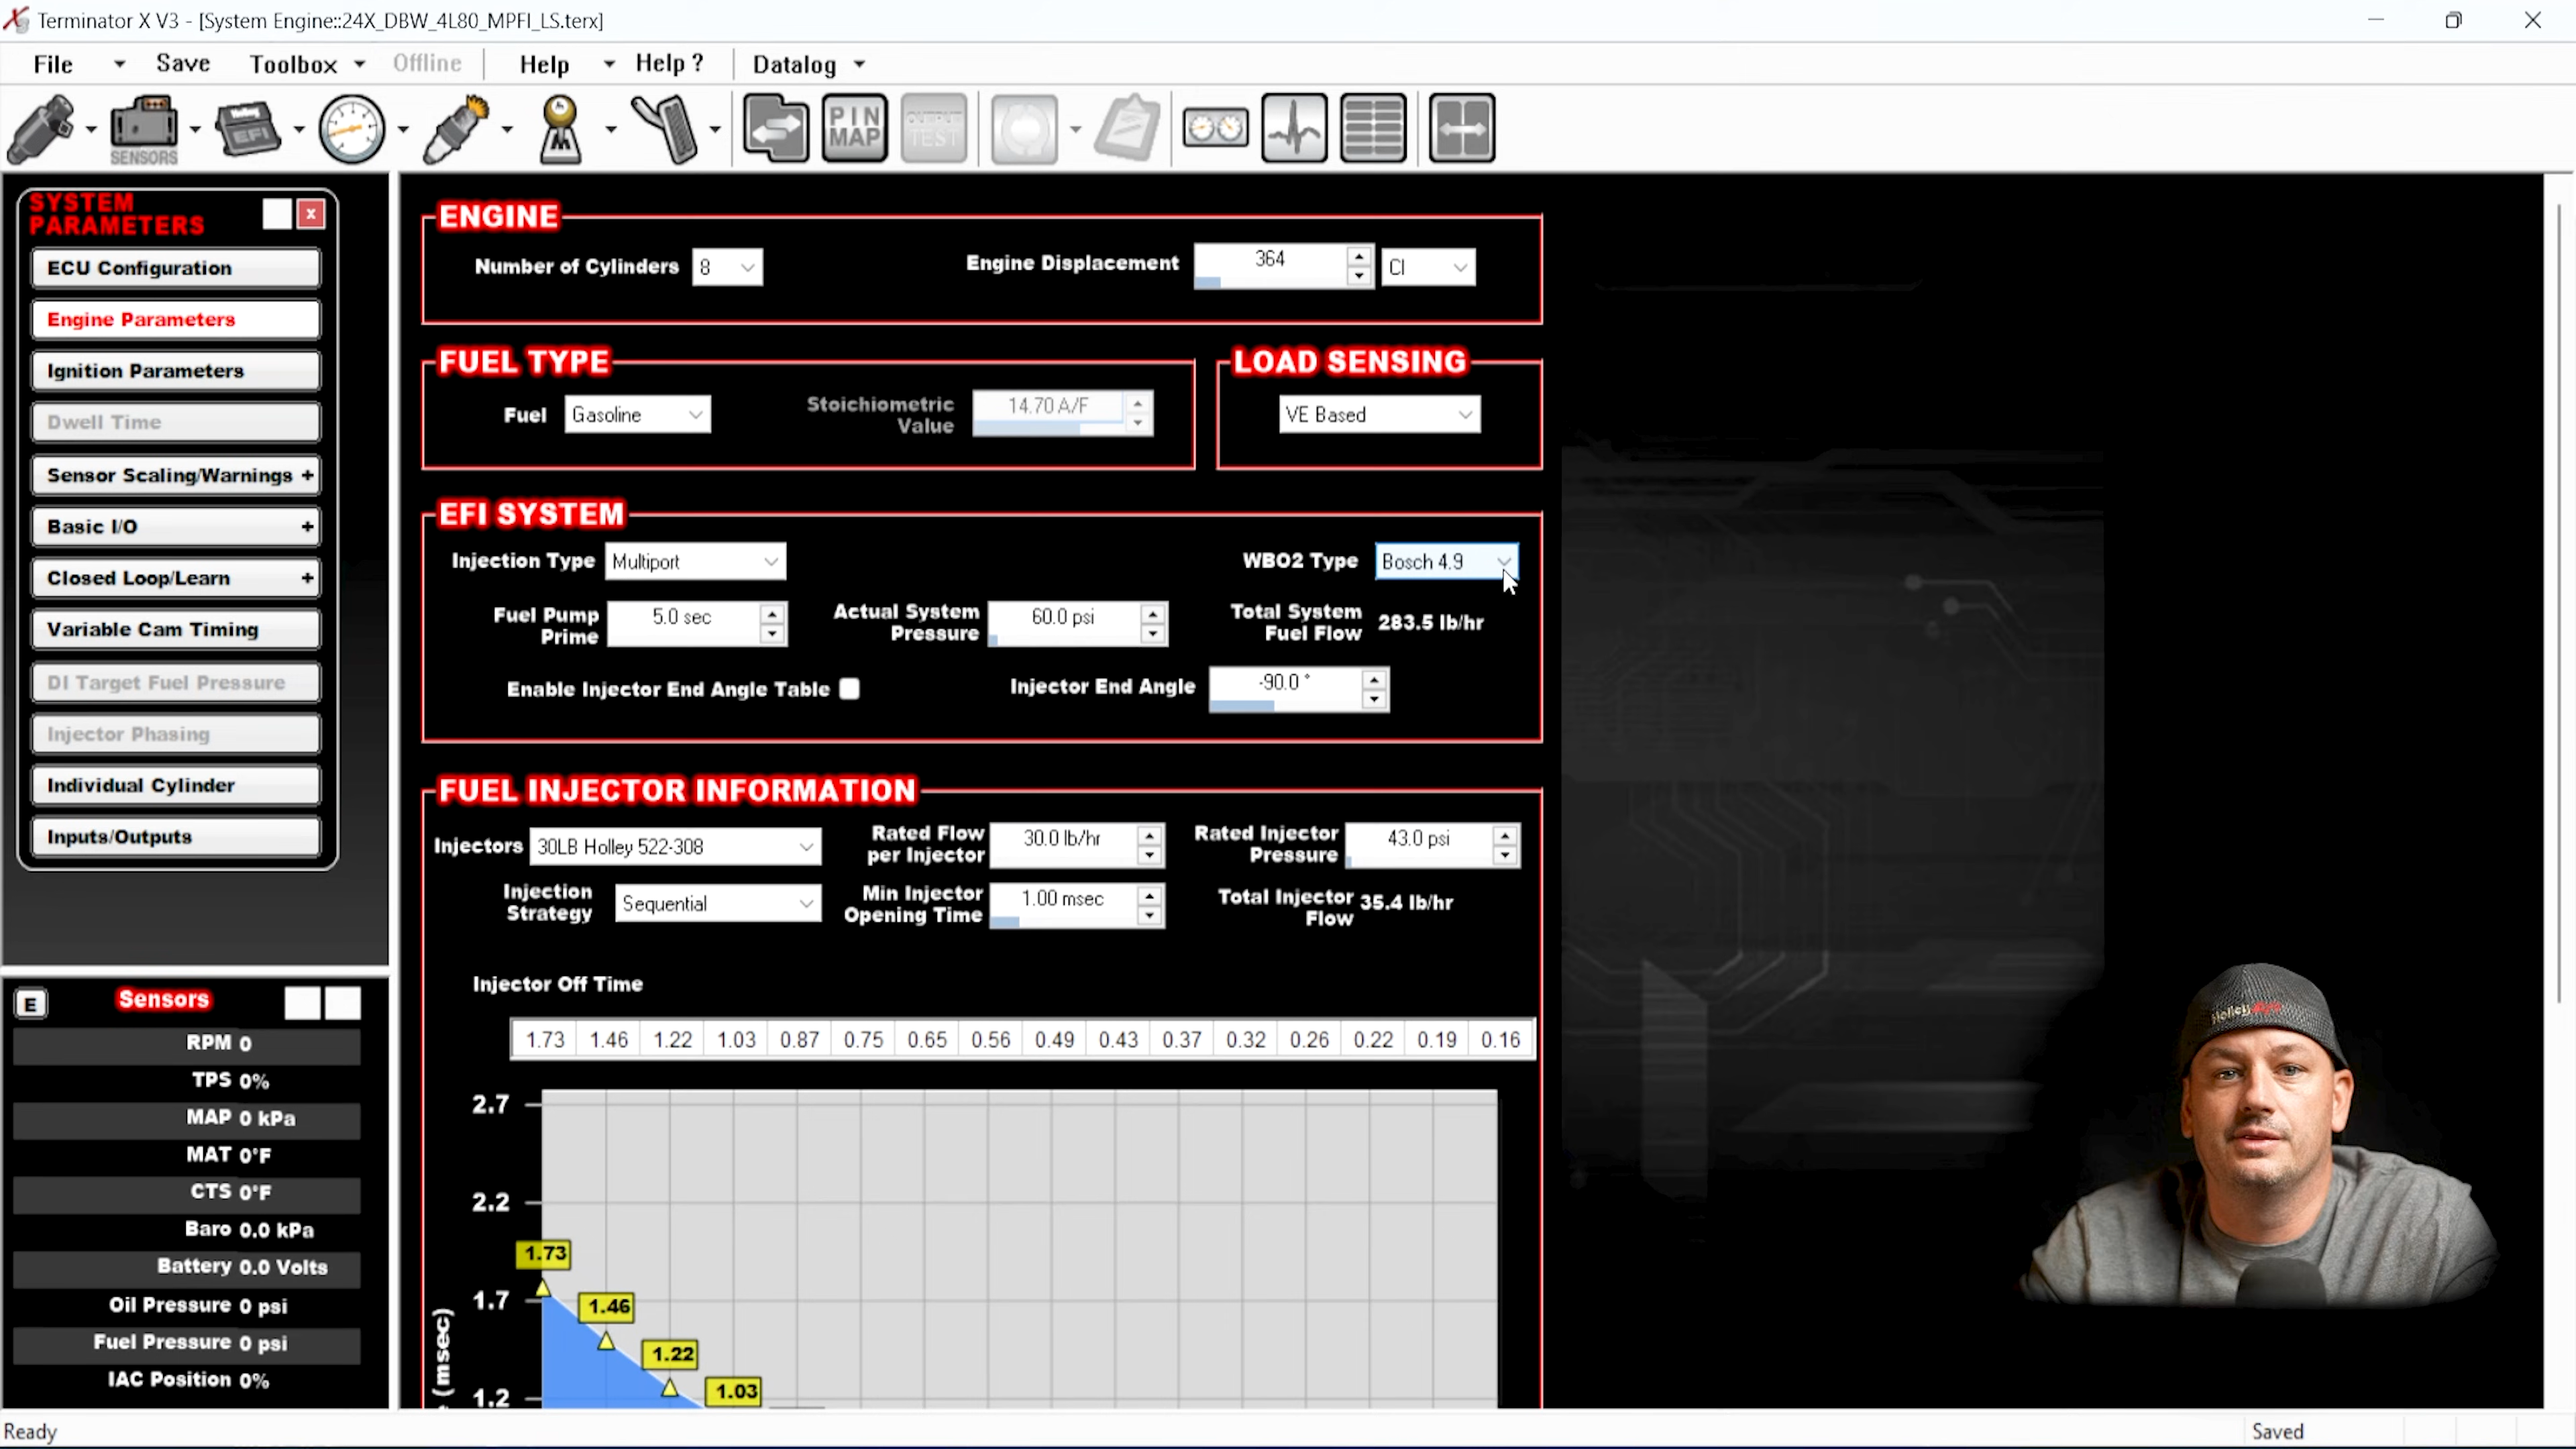 Terminator X V3 - [System Engine::24X_DBW_4L80_MPFI_LS.terx]
File Save Toolbox Offline Help Help ? Datalog
SENSORS
EFI
M
PIN MAP
OUTPUT TEST
SYSTEM PARAMETERS
x
ECU Configuration
Engine Parameters
Ignition Parameters
Dwell Time
Sensor Scaling/Warnings +
Basic I/O +
Closed Loop/Learn +
Variable Cam Timing
DI Target Fuel Pressure
Injector Phasing
Individual Cylinder
Inputs/Outputs
E Sensors
RPM 0
TPS 0%
MAP 0 kPa
MAT 0°F
CTS 0°F
Baro 0.0 kPa
Battery 0.0 Volts
Oil Pressure 0 psi
Fuel Pressure 0 psi
IAC Position 0%
ENGINE
Number of Cylinders 8 Engine Displacement 364 CI
FUEL TYPE
Fuel Gasoline Stoichiometric Value 14.70 A/F
LOAD SENSING
VE Based
EFI SYSTEM
Injection Type Multiport WBO2 Type Bosch 4.9
Fuel Pump Prime 5.0 sec Actual System Pressure 60.0 psi Total System Fuel Flow 283.5 lb/hr
Enable Injector End Angle Table Injector End Angle -90.0 °
FUEL INJECTOR INFORMATION
Injectors 30LB Holley 522-308 Rated Flow per Injector 30.0 lb/hr Rated Injector Pressure 43.0 psi
Injection Strategy Sequential Min Injector Opening Time 1.00 msec Total Injector Flow 35.4 lb/hr
Injector Off Time
1.73 1.46 1.22 1.03 0.87 0.75 0.65 0.56 0.49 0.43 0.37 0.32 0.26 0.22 0.19 0.16
2.7
2.2
1.73
1.7
1.46
1.22
1.03
1.2
(msec)
Holley
Ready Saved